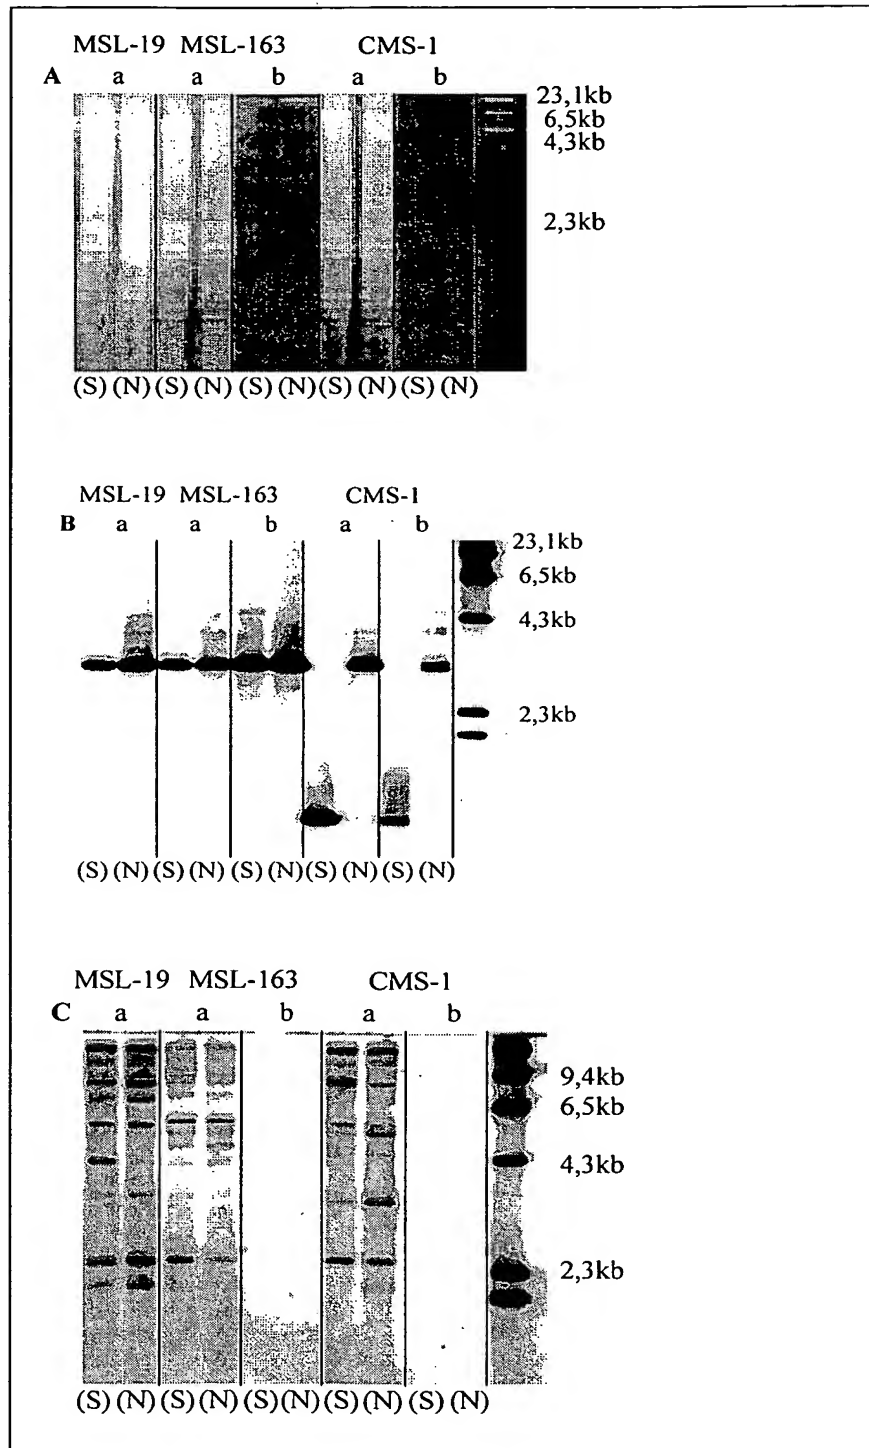 MSL-19 MSL-163 CMS-1
A a a b a b
23,1kb
6,5kb
4,3kb
2,3kb
(S) (N) (S) (N) (S) (N) (S) (N) (S) (N)
MSL-19 MSL-163 CMS-1
B a a b a b
23,1kb
6,5kb
4,3kb
2,3kb
(S) (N) (S) (N) (S) (N) (S) (N) (S) (N)
MSL-19 MSL-163 CMS-1
C a a b a b
9,4kb
6,5kb
4,3kb
2,3kb
(S) (N) (S) (N) (S) (N) (S) (N) (S) (N)